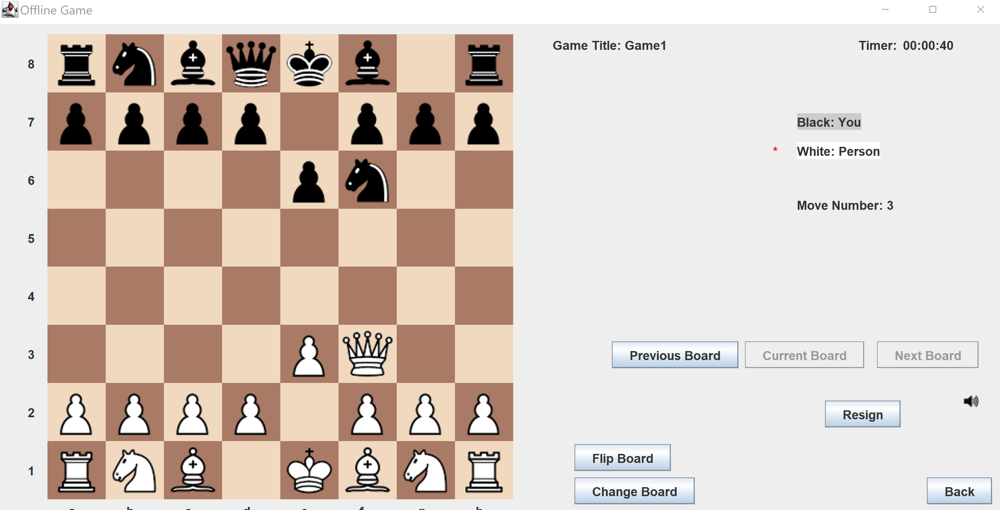 Offline Game
Game Title: Game1
Timer: 00:00:40
8
7
Black: You
* White: Person
6
Move Number: 3
5
4
3
Previous Board
Current Board
Next Board
2
Resign
1
Flip Board
Change Board
Back